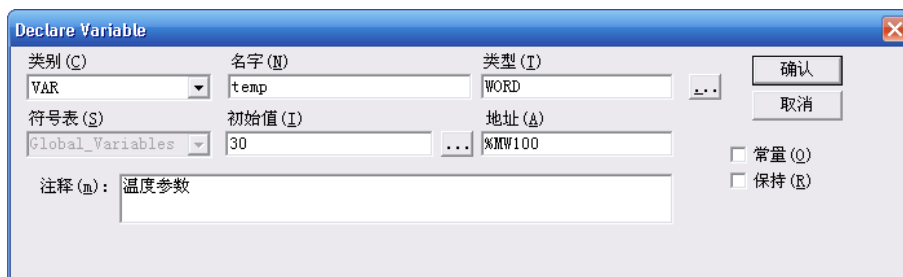 Declare Variable
类别(C) 名字(N) 类型(T)
VAR temp WORD ... 确认
符号表(S) 初始值(I) 地址(A) 取消
Global_Variables 30 ... %MW100
常量(O)
注释(m): 温度参数 保持(R)